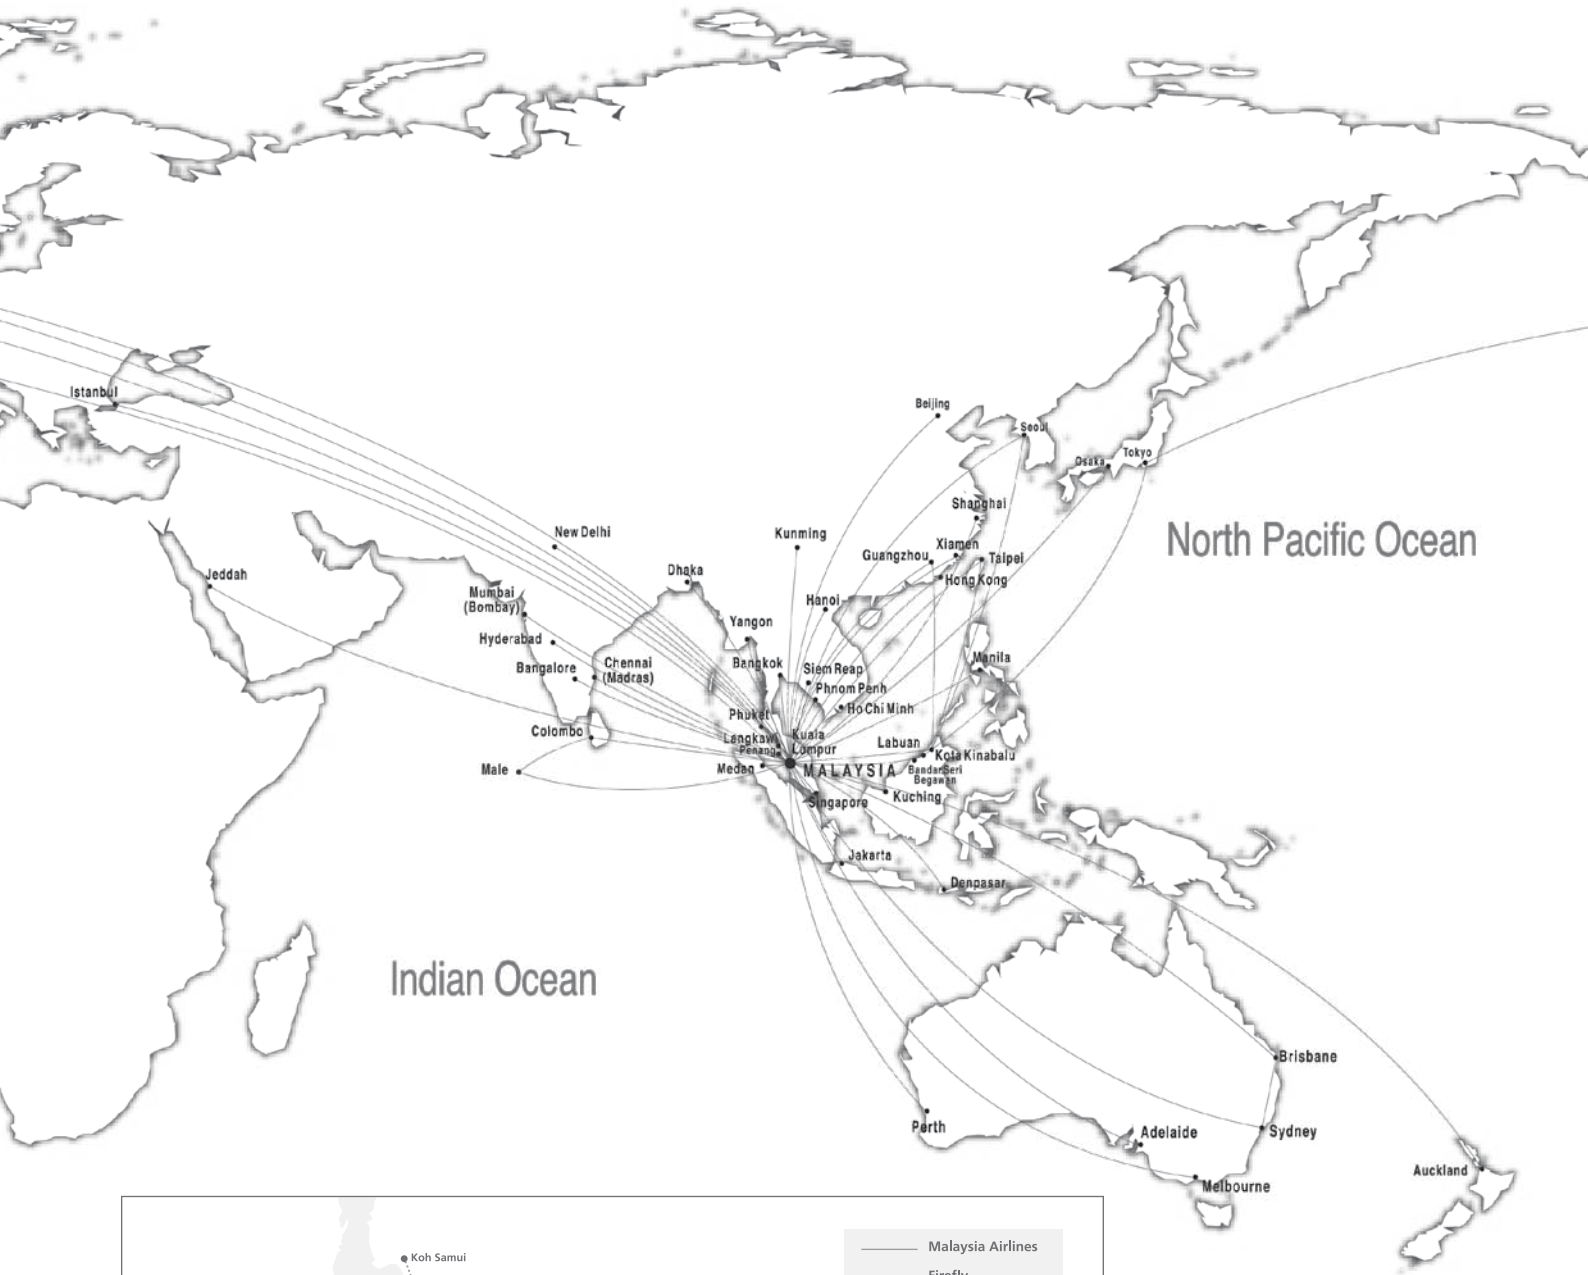 Istanbul
Beijing
Seoul
Tokyo
Osaka
Shanghai
North Pacific Ocean
New Delhi
Kunming
Xiamen
Guangzhou
Taipei
Jeddah
Dhaka
Hong Kong
Mumbai
(Bombay)
Hanoi
Yangon
Hyderabad
Bangkok
Siem Reap
Manila
Bangalore
Chennai
(Madras)
Phnom Penh
Ho Chi Minh
Phuket
Colombo
Langkawi
Kuala
Lumpur
Penang
Labuan
Kota Kinabalu
Male
Medan
MALAYSIA
Bandar Seri
Begawan
Singapore
Kuching
Jakarta
Denpasar
Indian Ocean
Brisbane
Perth
Adelaide
Sydney
Auckland
Melbourne
Koh Samui
Malaysia Airlines
Firefly